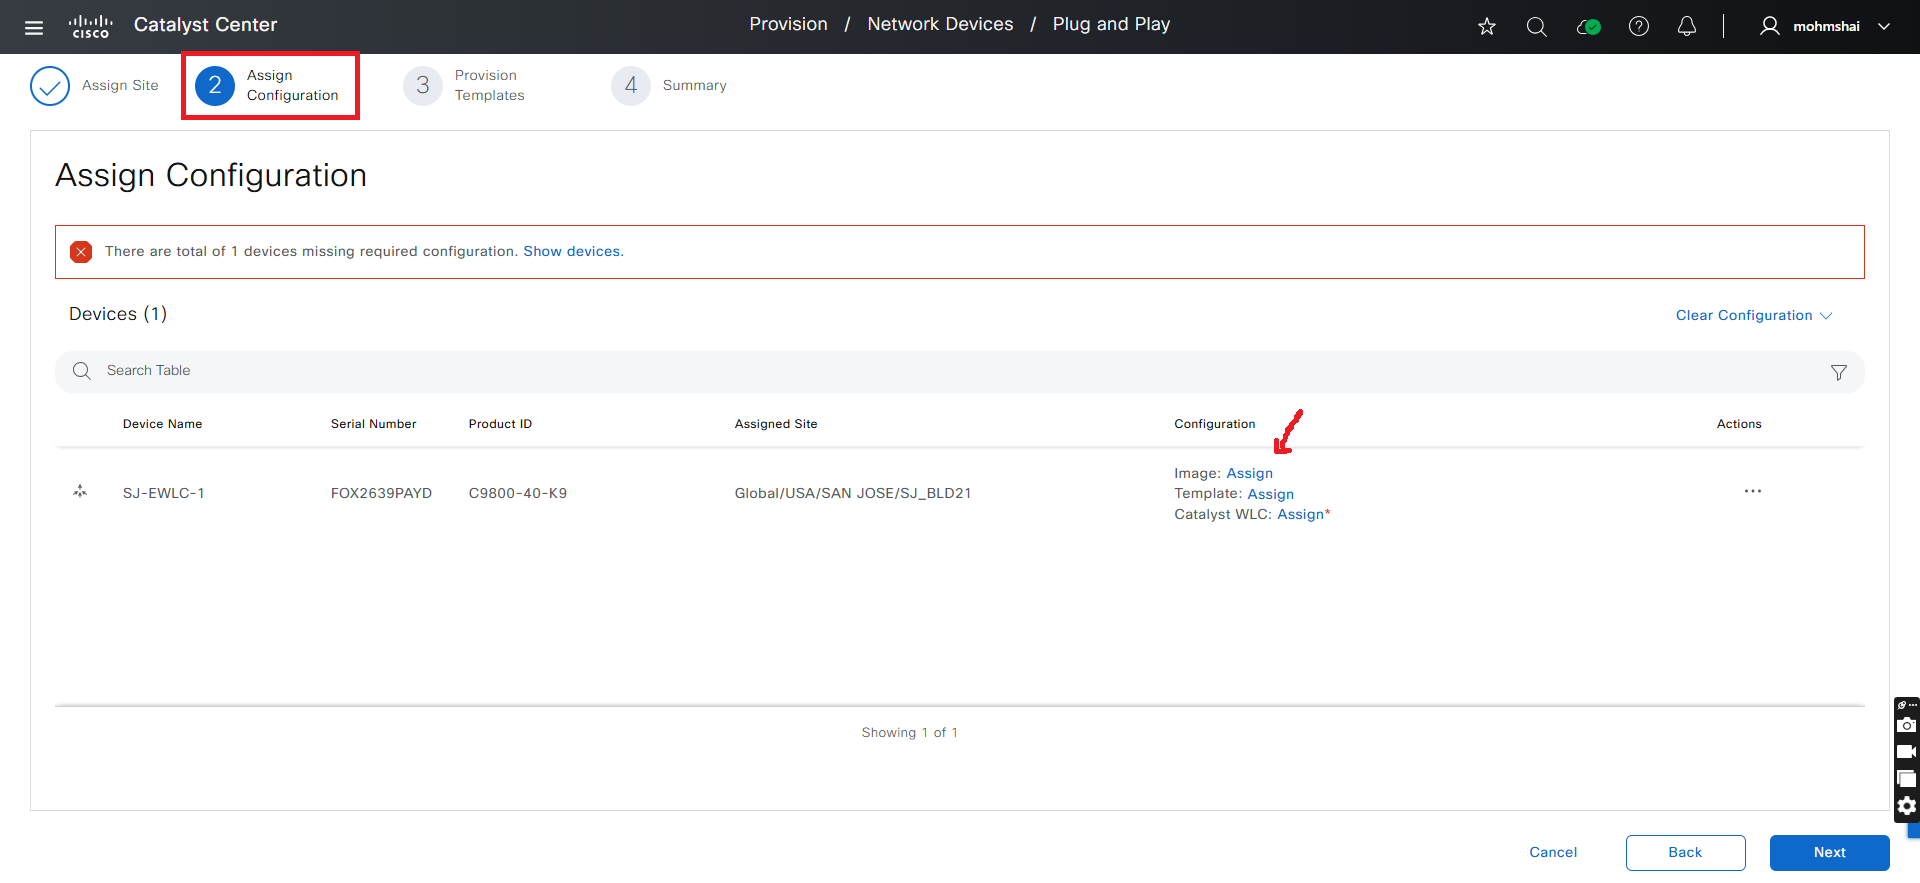 cisco
Catalyst Center
Provision / Network Devices / Plug and Play
mohmshai
Assign Site
2
Assign
Configuration
3
Provision
Templates
4
Summary
Assign Configuration
There are total of 1 devices missing required configuration. Show devices.
Devices (1)
Clear Configuration
Search Table
Device Name
Serial Number
Product ID
Assigned Site
Configuration
Actions
SJ-EWLC-1
FOX2639PAYD
C9800-40-K9
Global/USA/SAN JOSE/SJ_BLD21
Image: Assign
Template: Assign
Catalyst WLC: Assign*
Showing 1 of 1
Cancel
Back
Next